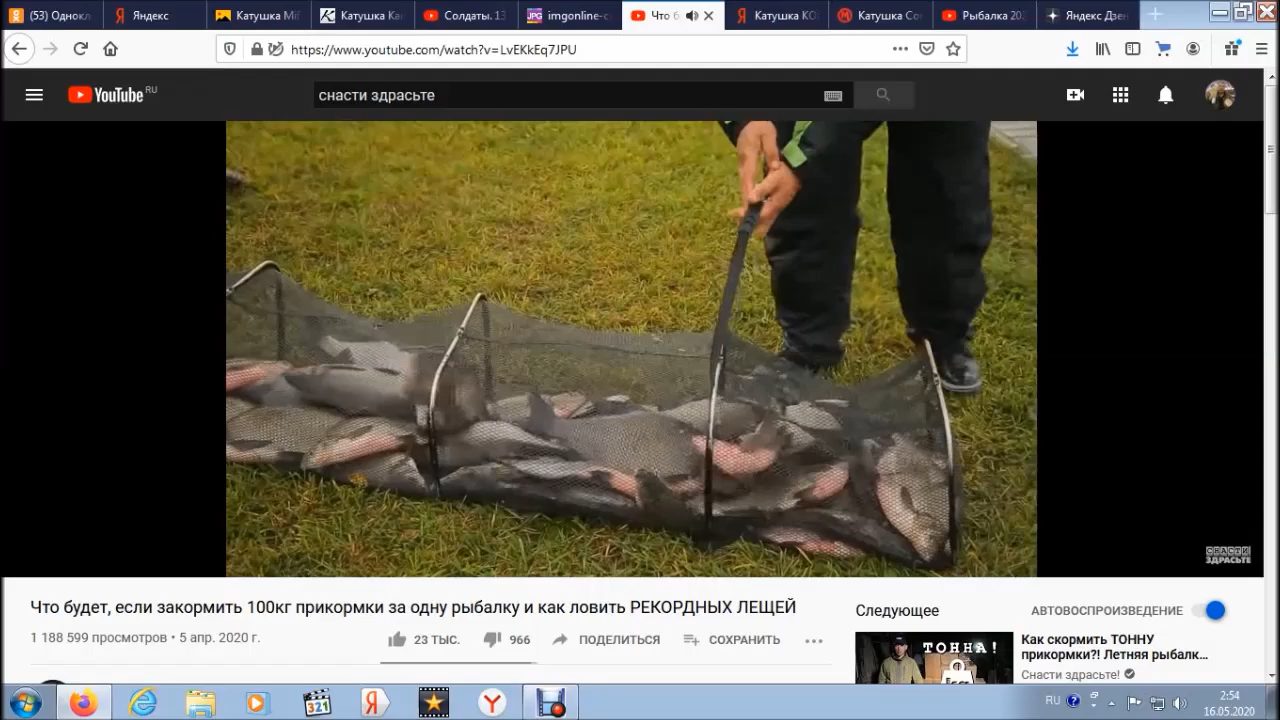 (53) Однокл
Яндекс
Катушка Mif
Катушка Ка
Солдаты. 13
imgonline-c
Что б
Катушка КО
Катушка Со
Рыбалка 202
Яндекс Дзен
https://www.youtube.com/watch?v=LvEKkEq7JPU
YouTube RU
снасти здрасьте
СНАСТИ
ЗДРАСЬТЕ
Что будет, если закормить 100кг прикормки за одну рыбалку и как ловить РЕКОРДНЫХ ЛЕЩЕЙ
1 188 599 просмотров • 5 апр. 2020 г.
23 ТЫС.
966
ПОДЕЛИТЬСЯ
СОХРАНИТЬ
Следующее
АВТОВОСПРОИЗВЕДЕНИЕ
ТОННА!
Как скормить ТОННУ
прикормки?! Летняя рыбалк...
Снасти здрасьте!
321
RU
2:54
16.05.2020